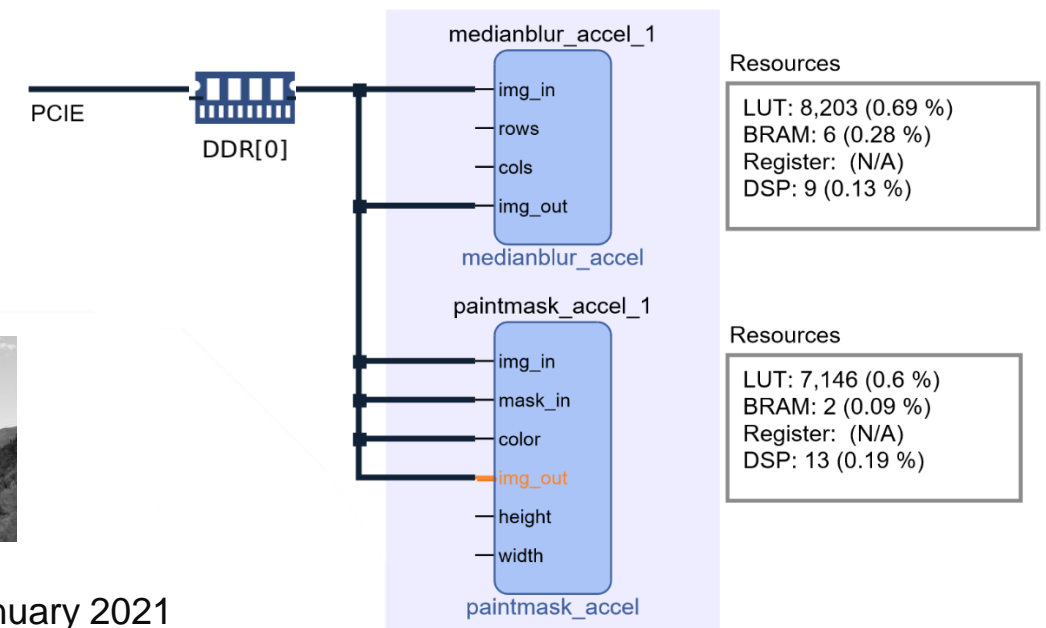 PCIE
DDR[0]
medianblur_accel_1
img_in
rows
cols
img_out
medianblur_accel
Resources
LUT: 8,203 (0.69 %)
BRAM: 6 (0.28 %)
Register:  (N/A)
DSP: 9 (0.13 %)
paintmask_accel_1
img_in
mask_in
color
img_out
height
width
paintmask_accel
Resources
LUT: 7,146 (0.6 %)
BRAM: 2 (0.09 %)
Register:  (N/A)
DSP: 13 (0.19 %)
nuary 2021